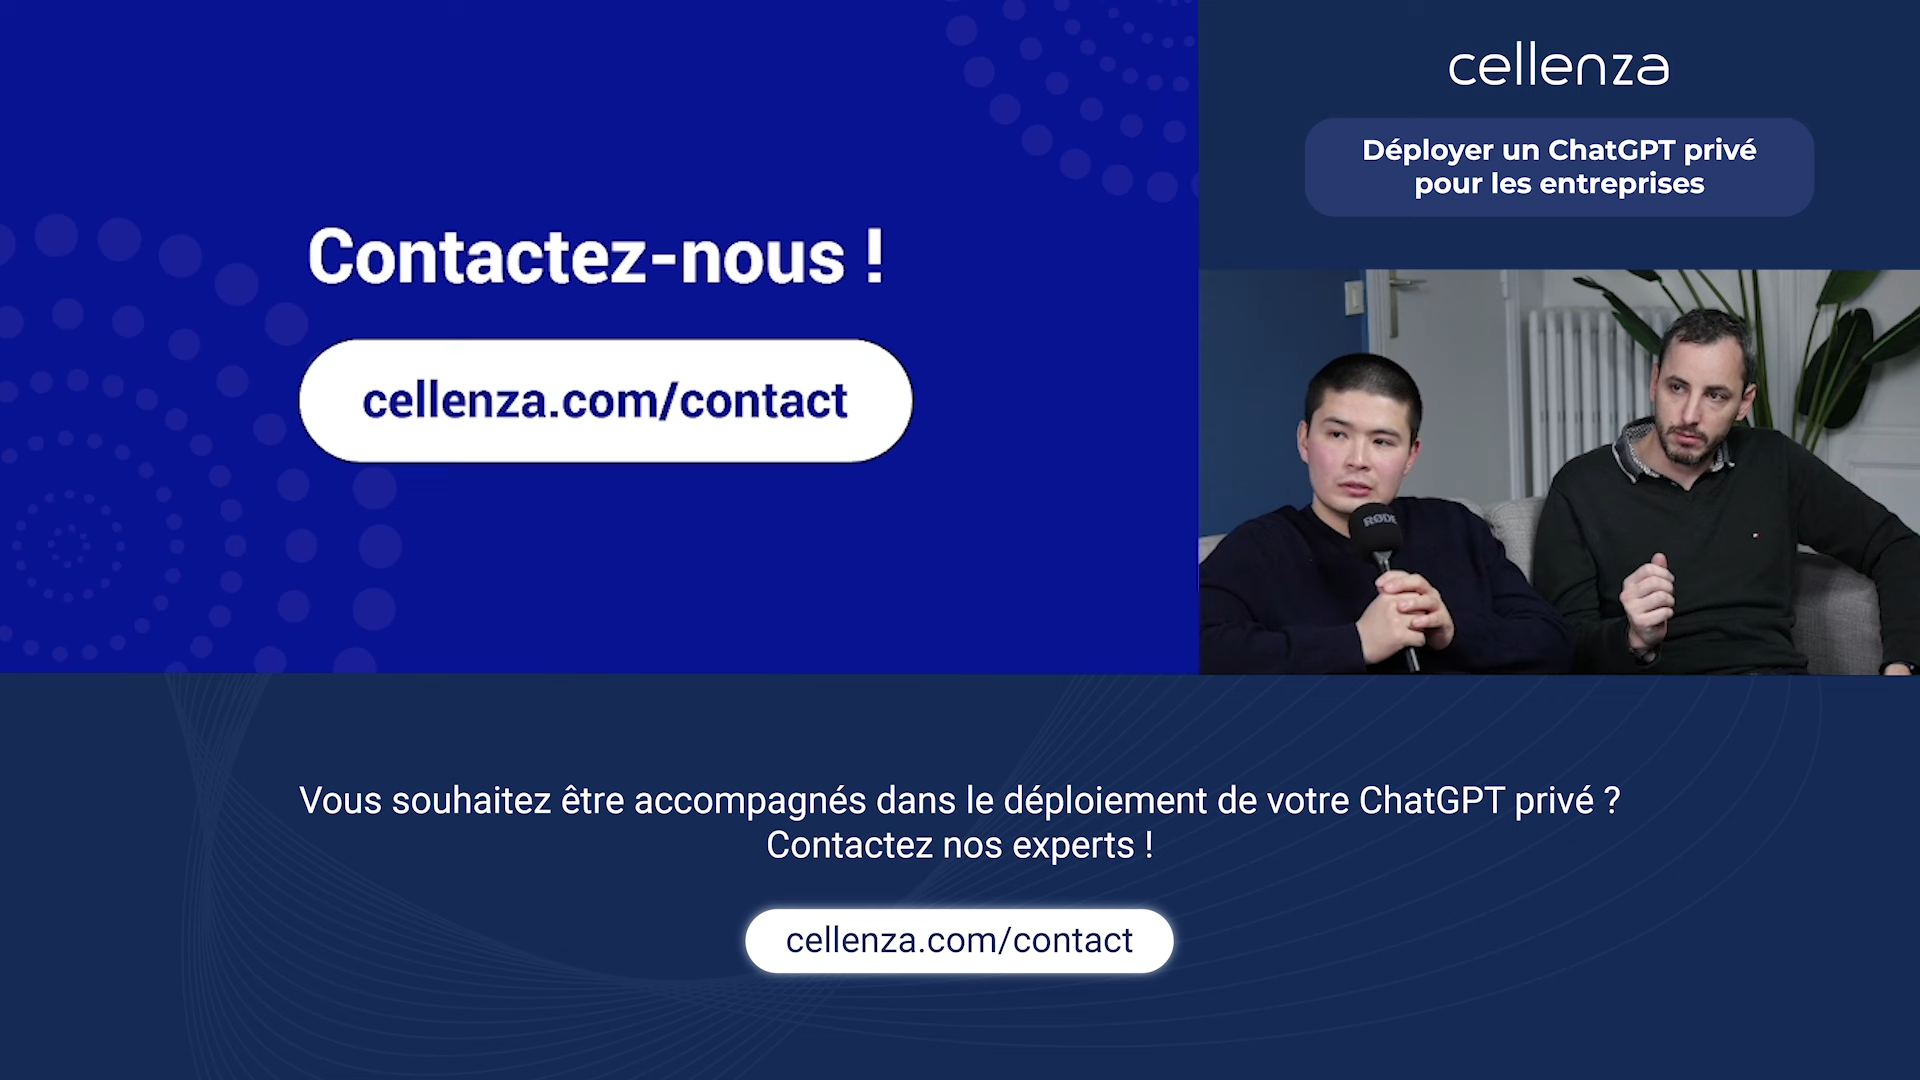 Contactez-nous !
cellenza.com/contact
cellenza
Déployer un ChatGPT privé
pour les entreprises
RØDE
Vous souhaitez être accompagnés dans le déploiement de votre ChatGPT privé ?
Contactez nos experts !
cellenza.com/contact